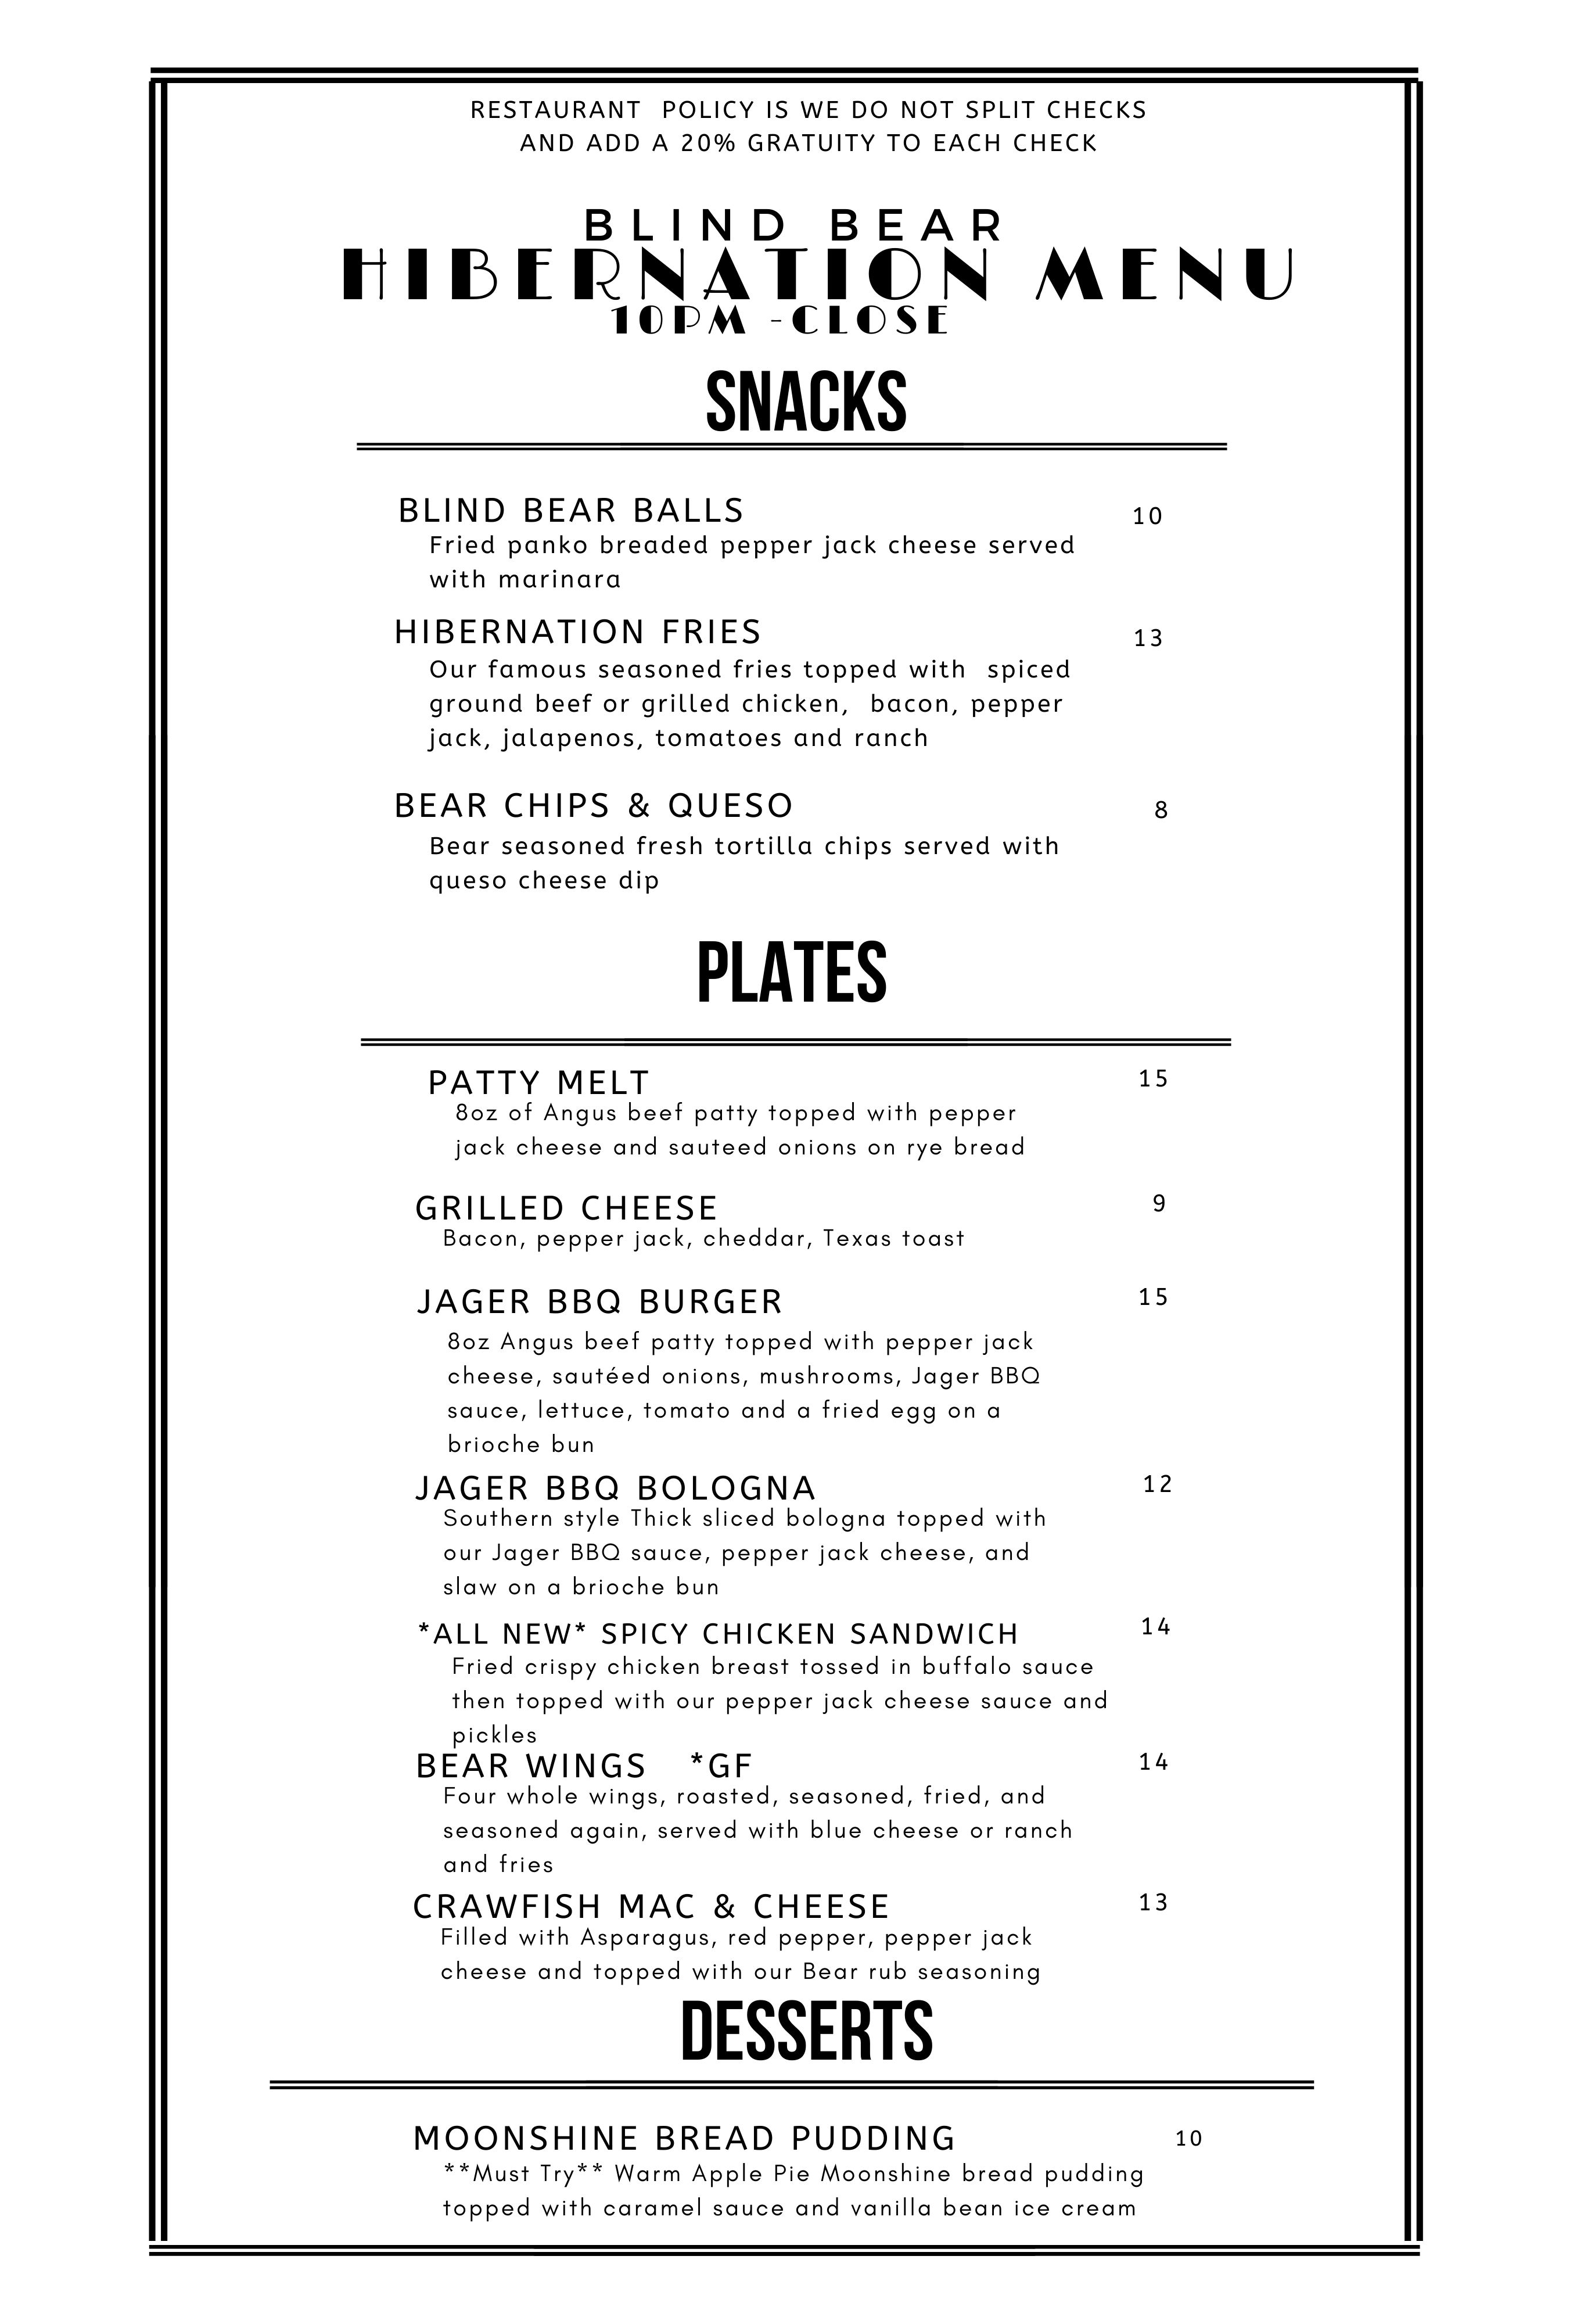 RESTAURANT POLICY IS WE DO NOT SPLIT CHECKS
AND ADD A 20% GRATUITY TO EACH CHECK
BLIND BEAR
HIBERNATION MENU
10PM -CLOSE
SNACKS
BLIND BEAR BALLS 10
Fried panko breaded pepper jack cheese served
with marinara
HIBERNATION FRIES 13
Our famous seasoned fries topped with spiced
ground beef or grilled chicken, bacon, pepper
jack, jalapenos, tomatoes and ranch
BEAR CHIPS & QUESO 8
Bear seasoned fresh tortilla chips served with
queso cheese dip
PLATES
PATTY MELT 15
8oz of Angus beef patty topped with pepper
jack cheese and sauteed onions on rye bread
GRILLED CHEESE 9
Bacon, pepper jack, cheddar, Texas toast
JAGER BBQ BURGER 15
8oz Angus beef patty topped with pepper jack
cheese, sautéed onions, mushrooms, Jager BBQ
sauce, lettuce, tomato and a fried egg on a
brioche bun
JAGER BBQ BOLOGNA 12
Southern style Thick sliced bologna topped with
our Jager BBQ sauce, pepper jack cheese, and
slaw on a brioche bun
*ALL NEW* SPICY CHICKEN SANDWICH 14
Fried crispy chicken breast tossed in buffalo sauce
then topped with our pepper jack cheese sauce and
pickles
BEAR WINGS *GF 14
Four whole wings, roasted, seasoned, fried, and
seasoned again, served with blue cheese or ranch
and fries
CRAWFISH MAC & CHEESE 13
Filled with Asparagus, red pepper, pepper jack
cheese and topped with our Bear rub seasoning
DESSERTS
MOONSHINE BREAD PUDDING 10
**Must Try** Warm Apple Pie Moonshine bread pudding
topped with caramel sauce and vanilla bean ice cream